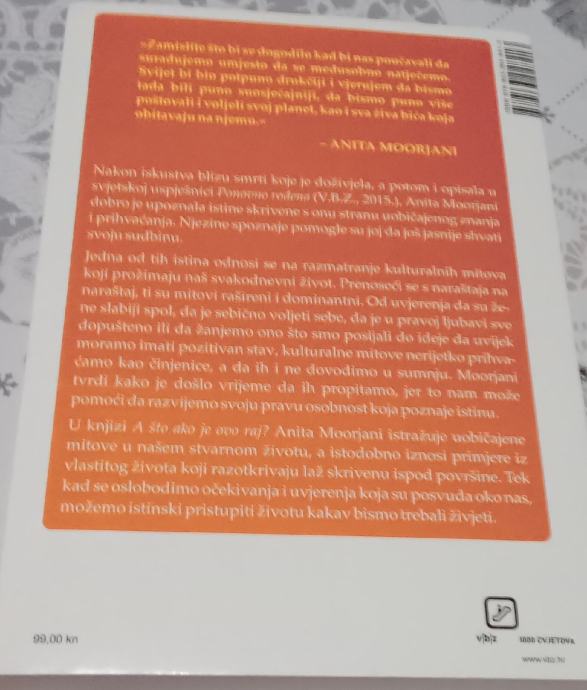 »Zamislite što bi se dogodilo kad bi nas poučavali da
surađujemo umjesto da se međusobno natječemo.
Svijet bi bio potpuno drukčiji i vjerujem da bismo
tada bili puno suosjećajniji, da bismo puno više
poštovali i voljeli svoj planet, kao i sva živa bića koja
obitavaju na njemu.«
– ANITA MOORJANI
Nakon iskustva blizu smrti koje je doživjela, a potom i opisala u
svjetskoj uspješnici Ponovno rođena (V.B.Z., 2015.), Anita Moorjani
dobro je upoznala istine skrivene s onu stranu uobičajenog znanja
i prihvaćanja. Njezine spoznaje pomogle su joj da još jasnije shvati
svoju sudbinu.
Jedna od tih istina odnosi se na razmatranje kulturalnih mitova
koji prožimaju naš svakodnevni život. Prenoseći se s naraštaja na
naraštaj, ti su mitovi rašireni i dominantni. Od uvjerenja da su že-
ne slabiji spol, da je sebično voljeti sebe, da je u pravoj ljubavi sve
dopušteno ili da žanjemo ono što smo posijali do ideje da uvijek
moramo imati pozitivan stav, kulturalne mitove nerijetko prihva-
ćamo kao činjenice, a da ih i ne dovodimo u sumnju. Moorjani
tvrdi kako je došlo vrijeme da ih propitamo, jer to nam može
pomoći da razvijemo svoju pravu osobnost koja poznaje istinu.
U knjizi A što ako je ovo raj? Anita Moorjani istražuje uobičajene
mitove u našem stvarnom životu, a istodobno iznosi primjere iz
vlastitog života koji razotkrivaju laž skrivenu ispod površine. Tek
kad se oslobodimo očekivanja i uvjerenja koja su posvuda oko nas,
možemo istinski pristupiti životu kakav bismo trebali živjeti.
99,00 kn
v|b|z
1000 CVJETOVA
www.vbz.hr